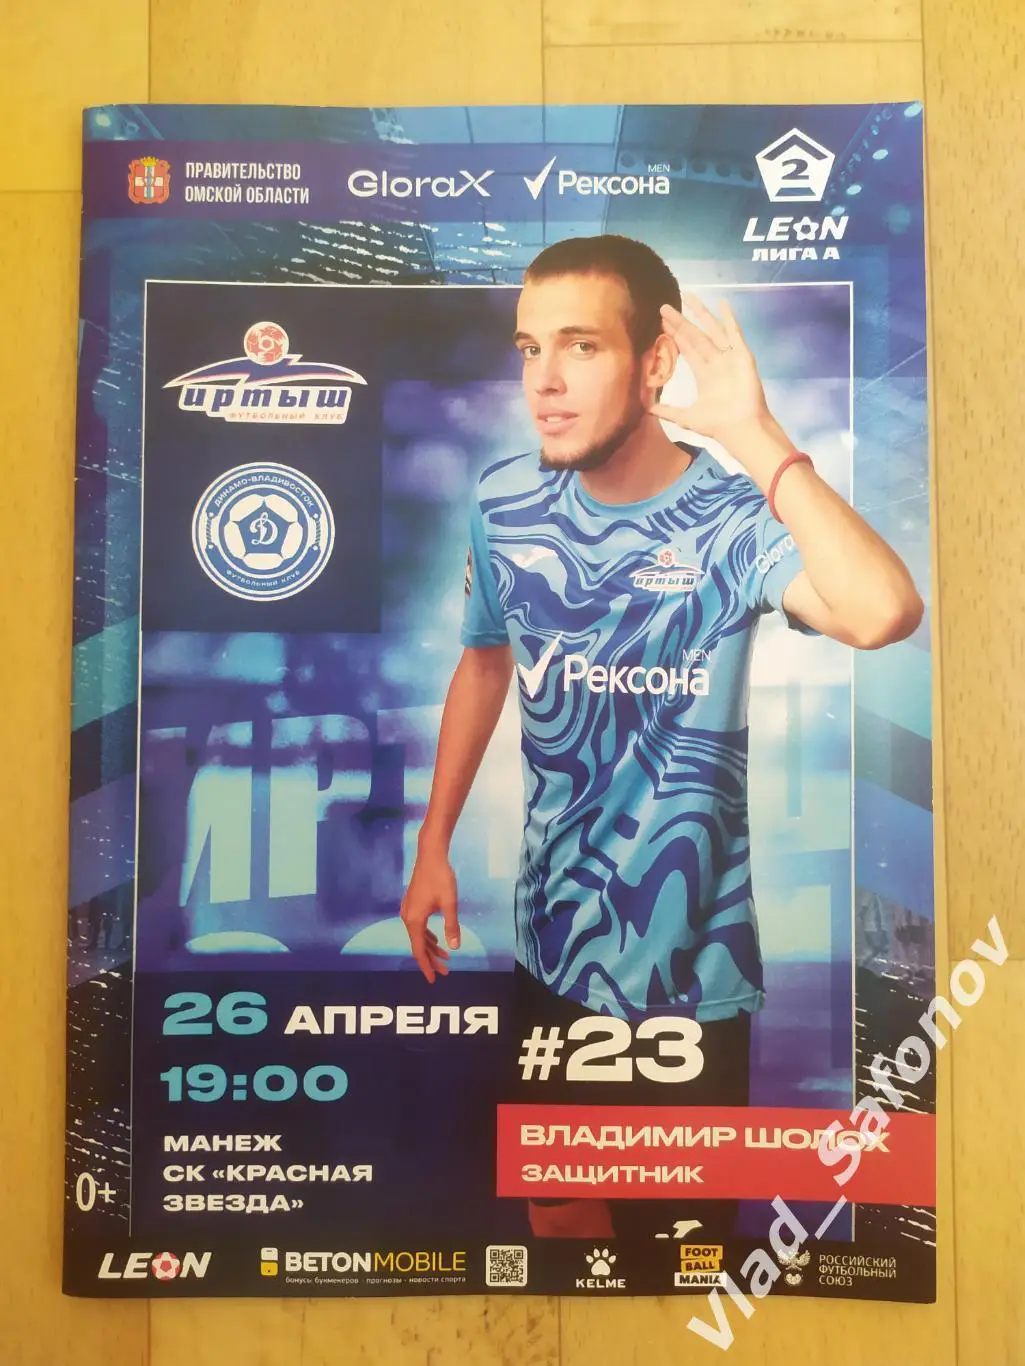 ПРАВИТЕЛЬСТВО
ОМСКОЙ ОБЛАСТИ
GloraX
MEN
Рексона
2
LEON
ЛИГА А
иртыш
ФУТБОЛЬНЫЙ КЛУБ
ДИНАМО-ВЛАДИВОСТОК
Д
ФУТБОЛЬНЫЙ КЛУБ
иртыш
Glora
MEN
Рексона
ИРТ
26 АПРЕЛЯ
19:00
МАНЕЖ
СК «КРАСНАЯ
ЗВЕЗДА»
#23
ВЛАДИМИР ШОЛОХ
ЗАЩИТНИК
0+
LEON
BETONMOBILE
бонусы букмекеров - прогнозы - новости спорта
KELME
FOOT
BALL
MANIA
РОССИЙСКИЙ
ФУТБОЛЬНЫЙ
СОЮЗ
vlad_Safonov